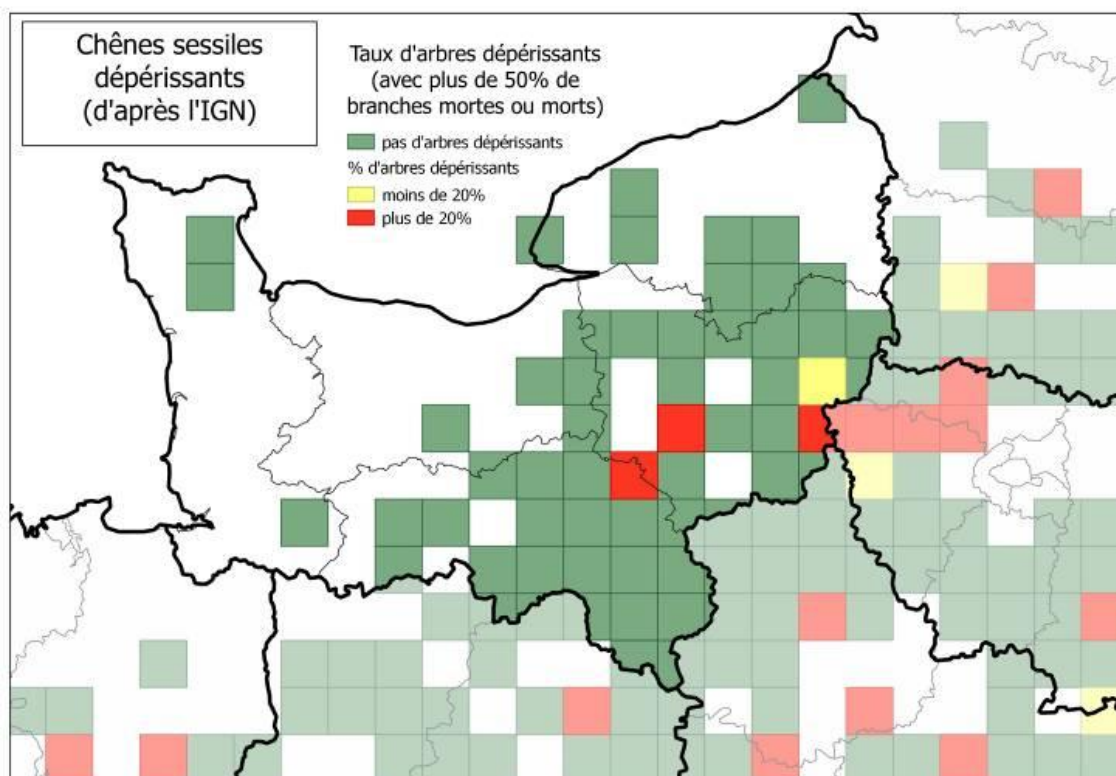 Chênes sessiles
dépérissants
(d'après l'IGN)
Taux d'arbres dépérissants
(avec plus de 50% de
branches mortes ou morts)
pas d'arbres dépérissants
% d'arbres dépérissants
moins de 20%
plus de 20%